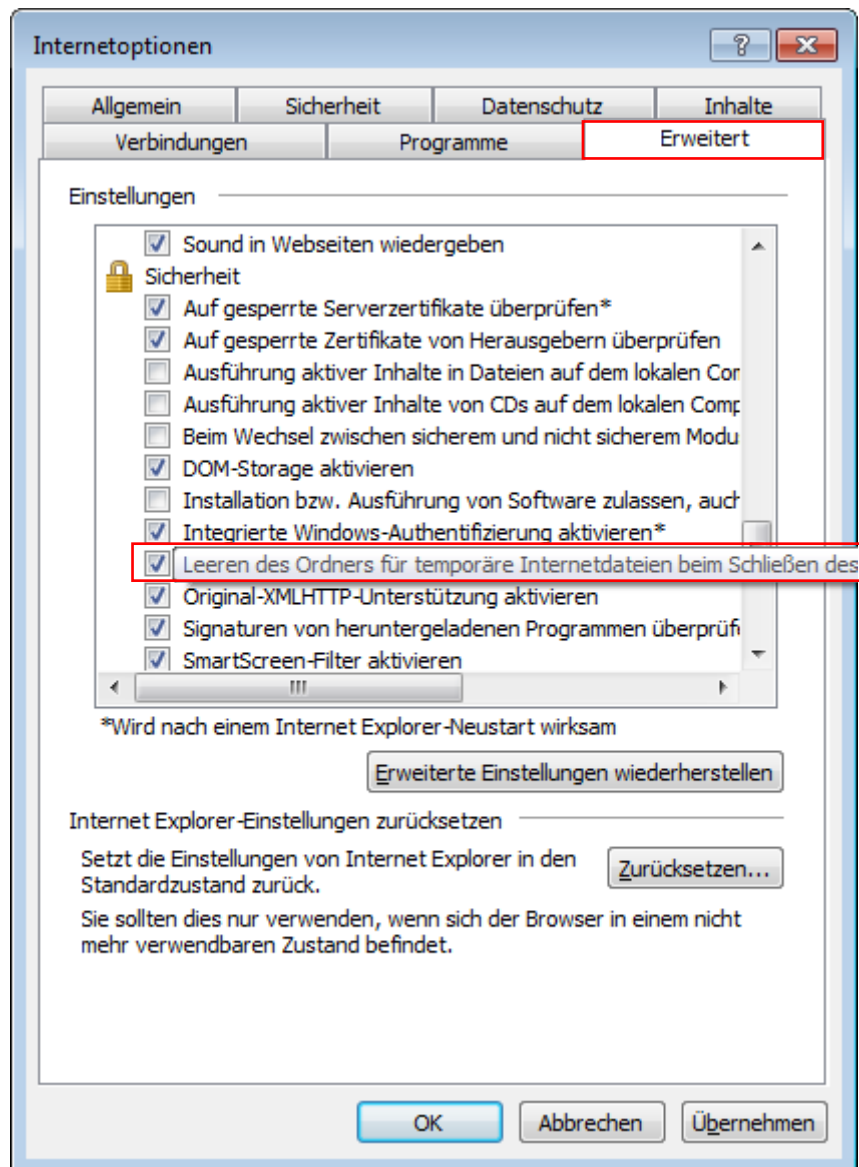 Internetoptionen
Allgemein Sicherheit Datenschutz Inhalte
Verbindungen Programme Erweitert
Einstellungen
Sound in Webseiten wiedergeben
Sicherheit
Auf gesperrte Serverzertifikate überprüfen*
Auf gesperrte Zertifikate von Herausgebern überprüfen
Ausführung aktiver Inhalte in Dateien auf dem lokalen Con
Ausführung aktiver Inhalte von CDs auf dem lokalen Comp
Beim Wechsel zwischen sicherem und nicht sicherem Modu
DOM-Storage aktivieren
Installation bzw. Ausführung von Software zulassen, auch
Integrierte Windows-Authentifizierung aktivieren*
Leeren des Ordners für temporäre Internetdateien beim Schließen des
Original-XMLHTTP-Unterstützung aktivieren
Signaturen von heruntergeladenen Programmen überprüf
SmartScreen-Filter aktivieren
*Wird nach einem Internet Explorer-Neustart wirksam
Erweiterte Einstellungen wiederherstellen
Internet Explorer-Einstellungen zurücksetzen
Setzt die Einstellungen von Internet Explorer in den
Standardzustand zurück.
Zurücksetzen...
Sie sollten dies nur verwenden, wenn sich der Browser in einem nicht
mehr verwendbaren Zustand befindet.
OK Abbrechen Übernehmen